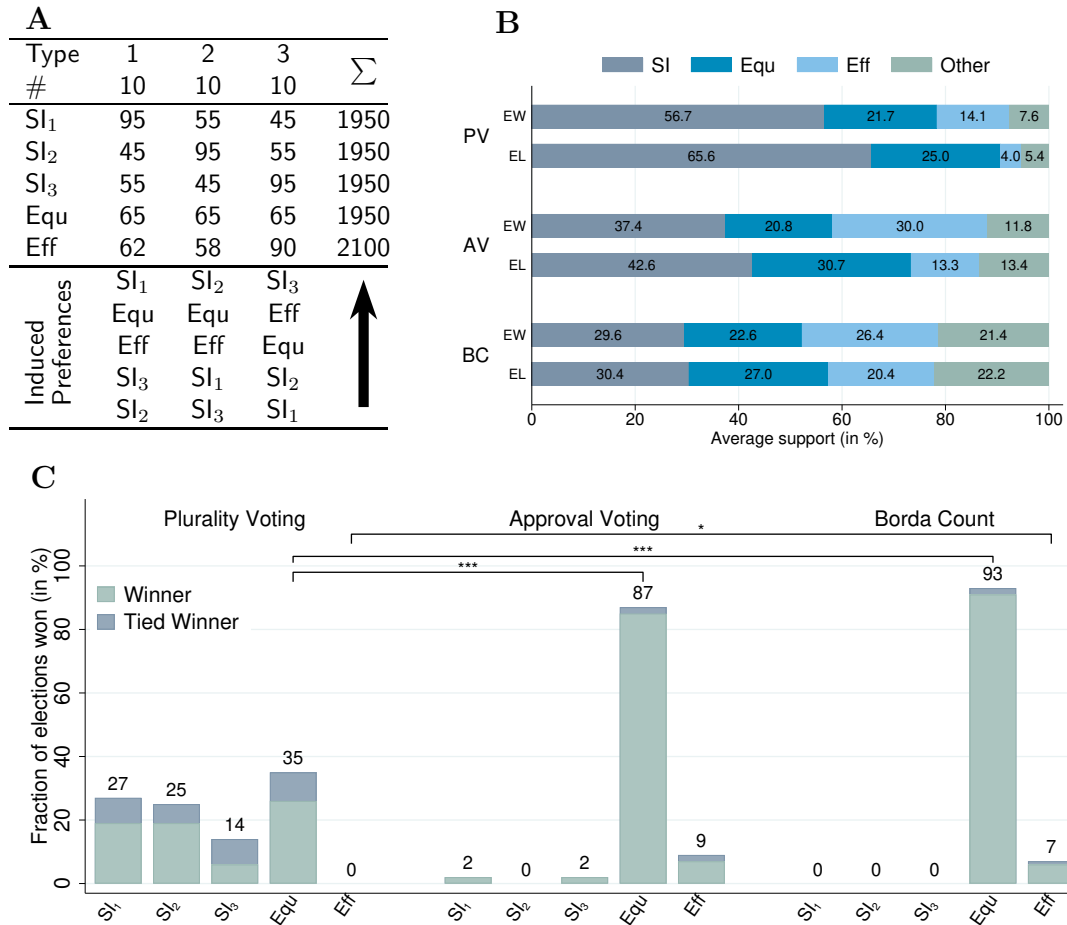 A
Type 1 2 3 ∑
# 10 10 10
SI₁ 95 55 45 1950
SI₂ 45 95 55 1950
SI₃ 55 45 95 1950
Equ 65 65 65 1950
Eff 62 58 90 2100
Induced Preferences
SI₁ SI₂ SI₃
Equ Equ Eff
Eff Eff Equ
SI₃ SI₁ SI₂
SI₂ SI₃ SI₁
B
SI Equ Eff Other
PV
EW 56.7 21.7 14.1 7.6
EL 65.6 25.0 4.0 5.4
AV
EW 37.4 20.8 30.0 11.8
EL 42.6 30.7 13.3 13.4
BC
EW 29.6 22.6 26.4 21.4
EL 30.4 27.0 20.4 22.2
0 20 40 60 80 100
Average support (in %)
C
Plurality Voting Approval Voting Borda Count
*
***
***
Winner
Tied Winner
Fraction of elections won (in %)
100
80
60
40
20
0
27 25 14 35 0 2 0 2 87 9 0 0 0 93 7
SI₁ SI₂ SI₃ Equ Eff SI₁ SI₂ SI₃ Equ Eff SI₁ SI₂ SI₃ Equ Eff